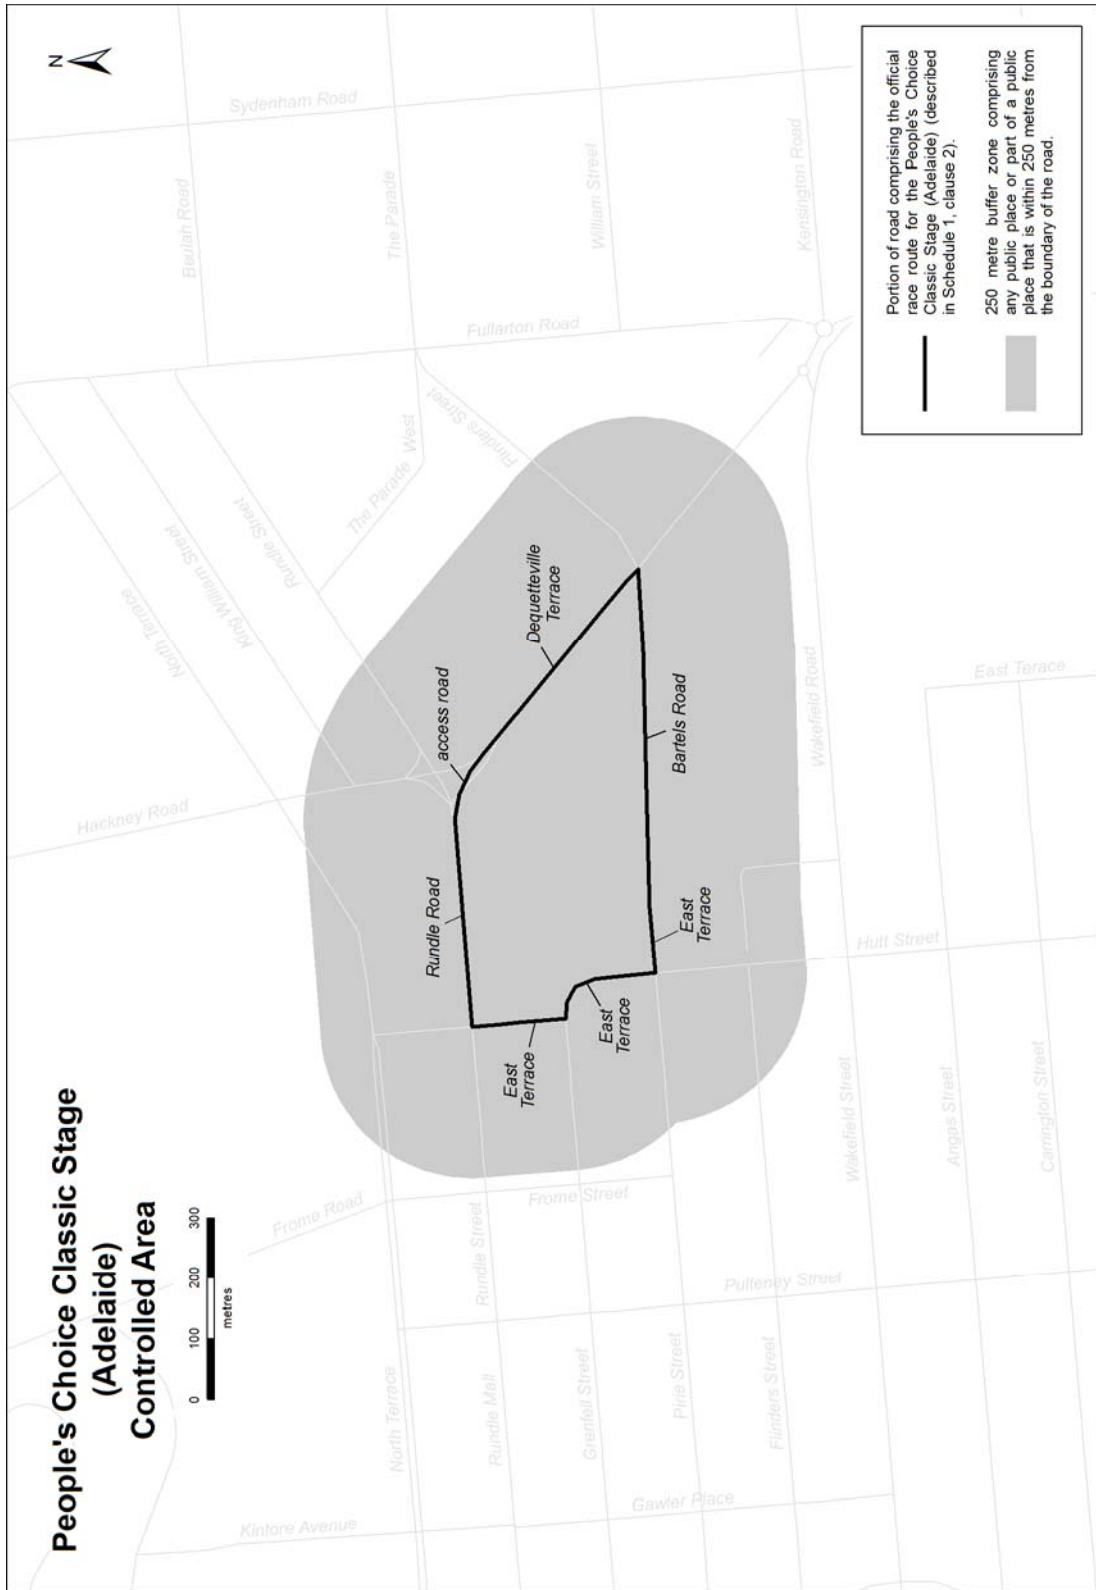 People's Choice Classic Stage
(Adelaide)
Controlled Area
0 100 200 300
metres
N
Kintore Avenue
Frome Road
Hackney Road
North Terrace
King William Street
Rundle Street
The Parade West
Flinders Street
Fullarton Road
Beulah Road
Sydenham Road
The Parade
William Street
Kensington Road
North Terrace
Rundle Mall
Rundle Street
Grenfell Street
Pirie Street
Flinders Street
Gawler Place
Pulteney Street
Frome Street
Wakefield Street
Angas Street
Carrington Street
Hutt Street
Wakefield Road
East Terace
Rundle Road
access road
Dequetteville
Terrace
Bartels Road
East
Terrace
East
Terrace
East
Terrace
Portion of road comprising the official
race route for the People's Choice
Classic Stage (Adelaide) (described
in Schedule 1, clause 2).
250 metre buffer zone comprising
any public place or part of a public
place that is within 250 metres from
the boundary of the road.